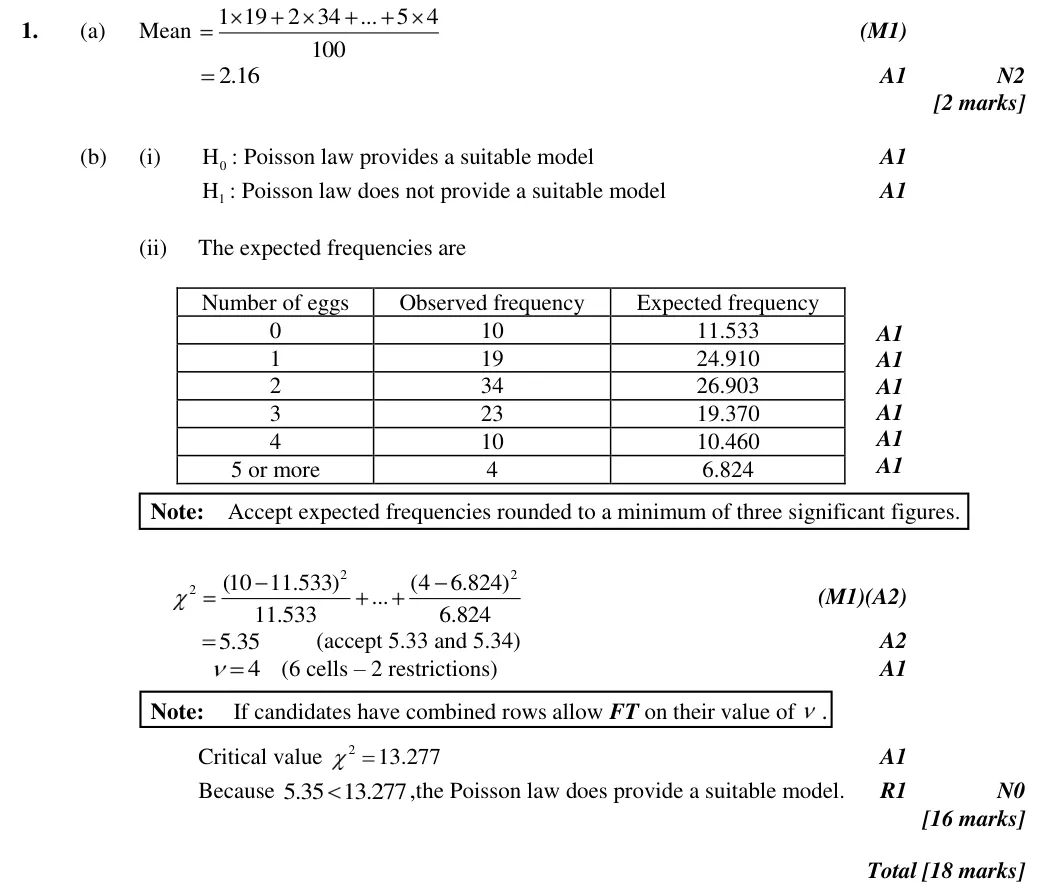 1. (a) Mean = (1×19+2×34+...+5×4)/100 (M1)
= 2.16 A1 N2
[2 marks]
(b) (i) H₀ : Poisson law provides a suitable model A1
H₁ : Poisson law does not provide a suitable model A1
(ii) The expected frequencies are
Number of eggs Observed frequency Expected frequency
0 10 11.533 A1
1 19 24.910 A1
2 34 26.903 A1
3 23 19.370 A1
4 10 10.460 A1
5 or more 4 6.824 A1
Note: Accept expected frequencies rounded to a minimum of three significant figures.
χ² = (10−11.533)²/11.533 + ... + (4−6.824)²/6.824 (M1)(A2)
= 5.35 (accept 5.33 and 5.34) A2
ν = 4 (6 cells – 2 restrictions) A1
Note: If candidates have combined rows allow FT on their value of ν .
Critical value χ² = 13.277 A1
Because 5.35 < 13.277 ,the Poisson law does provide a suitable model. R1 N0
[16 marks]
Total [18 marks]